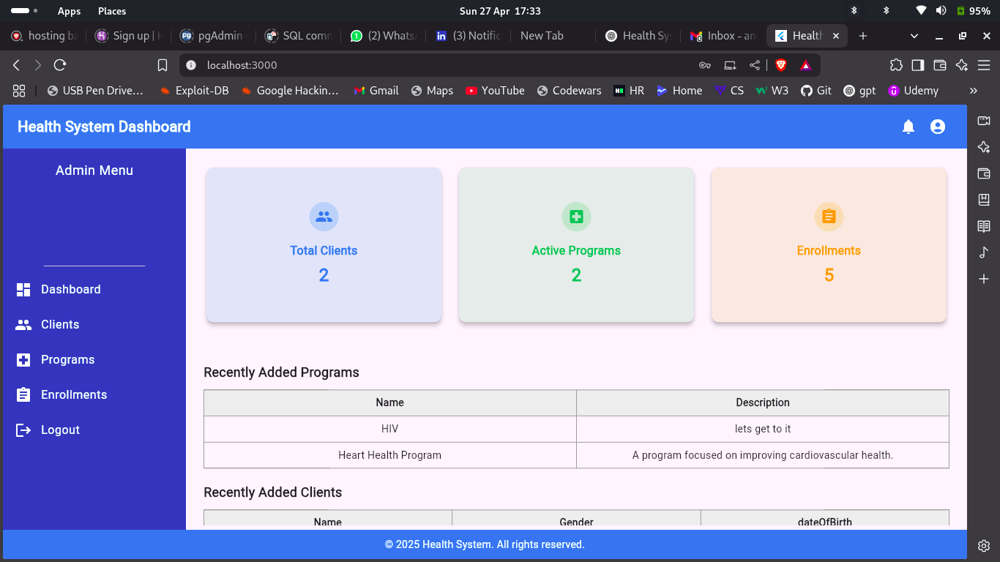 Apps Places Sun 27 Apr 17:33 95%
hosting ba Sign up | H pgAdmin SQL comm (2) Whats (3) Notific New Tab Health Sys Inbox - an Health
localhost:3000
USB Pen Drive... Exploit-DB Google Hackin... Gmail Maps YouTube Codewars HR Home CS W3 Git gpt Udemy
Health System Dashboard
Admin Menu
Dashboard
Clients
Programs
Enrollments
Logout
Total Clients
2
Active Programs
2
Enrollments
5
Recently Added Programs
Name Description
HIV lets get to it
Heart Health Program A program focused on improving cardiovascular health.
Recently Added Clients
Name Gender dateOfBirth
© 2025 Health System. All rights reserved.